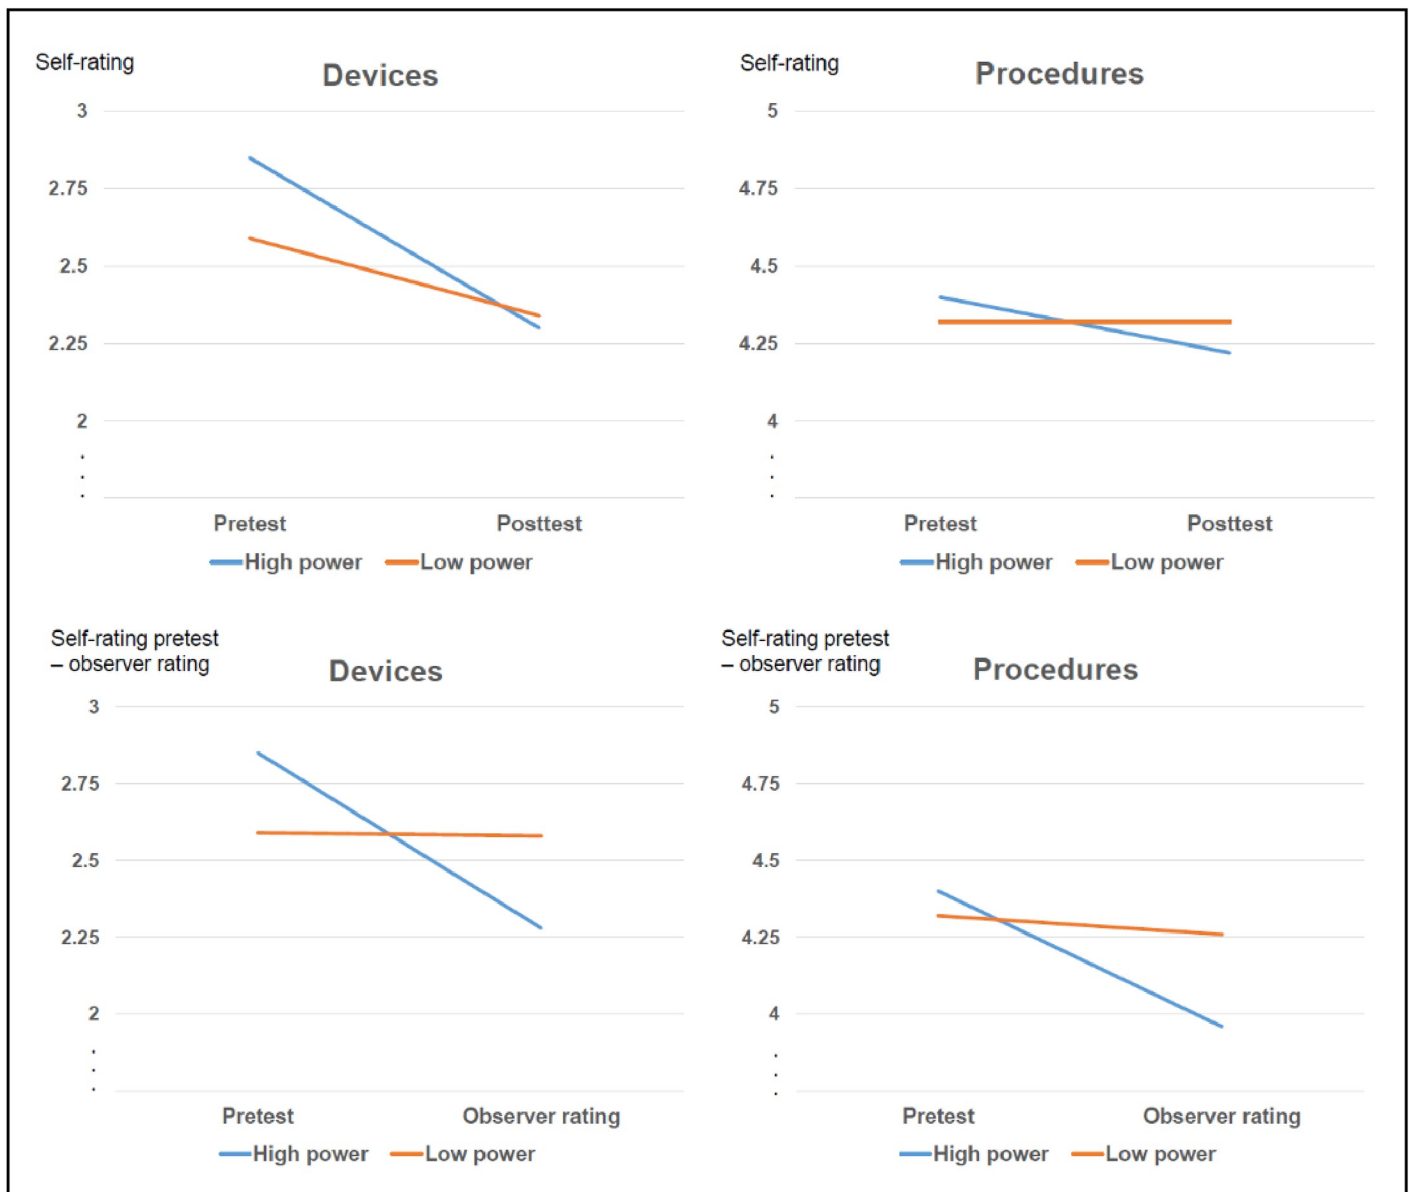 Self-rating
Devices
3
2.75
2.5
2.25
2
.
.
.
Pretest Posttest
High power Low power
Self-rating
Procedures
5
4.75
4.5
4.25
4
.
.
.
Pretest Posttest
High power Low power
Self-rating pretest
– observer rating
Devices
3
2.75
2.5
2.25
2
.
.
.
Pretest Observer rating
High power Low power
Self-rating pretest
– observer rating
Procedures
5
4.75
4.5
4.25
4
.
.
.
Pretest Observer rating
High power Low power